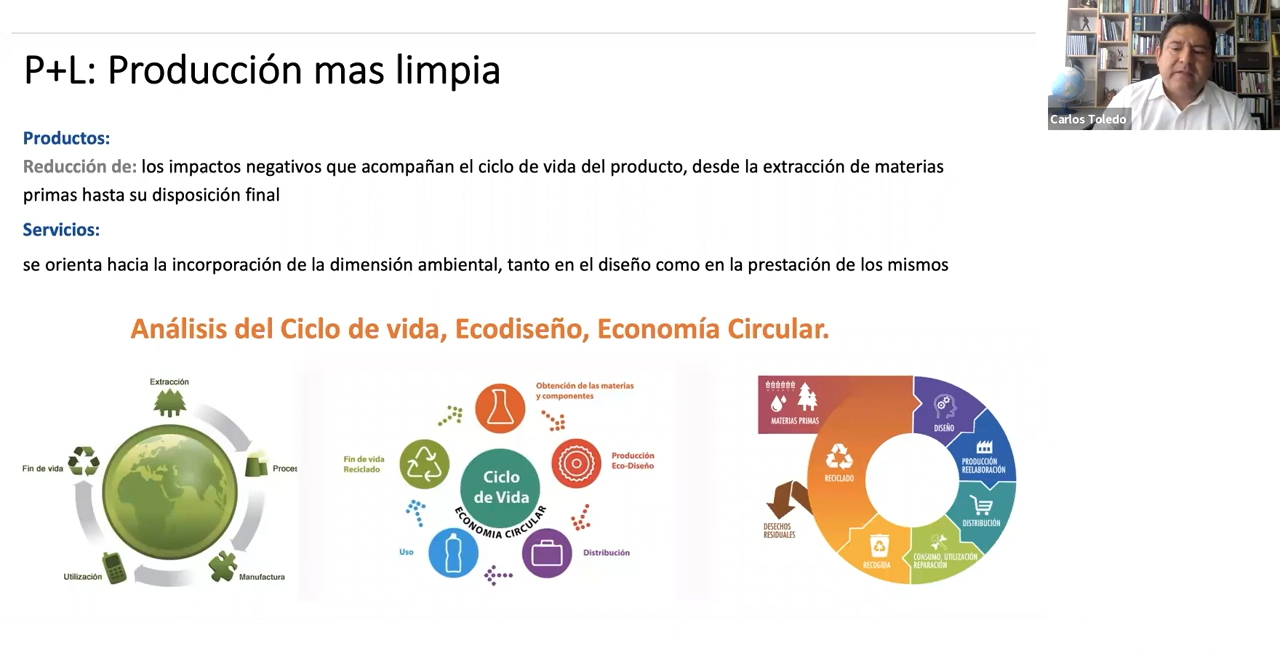 P+L: Producción mas limpia
Carlos Toledo
Productos:
Reducción de: los impactos negativos que acompañan el ciclo de vida del producto, desde la extracción de materias
primas hasta su disposición final
Servicios:
se orienta hacia la incorporación de la dimensión ambiental, tanto en el diseño como en la prestación de los mismos
Análisis del Ciclo de vida, Ecodiseño, Economía Circular.
Extracción
Proces
Manufactura
Utilización
Fin de vida
Obtención de las materias
y componentes
Producción
Eco-Diseño
Distribución
Uso
Fin de vida
Reciclado
Ciclo
de Vida
ECONOMIA CIRCULAR
MATERIAS PRIMAS
DISEÑO
PRODUCCIÓN
REELABORACIÓN
DISTRIBUCIÓN
CONSUMO, UTILIZACIÓN
REPARACIÓN
RECOGIDA
RECICLADO
DESECHOS
RESIDUALES